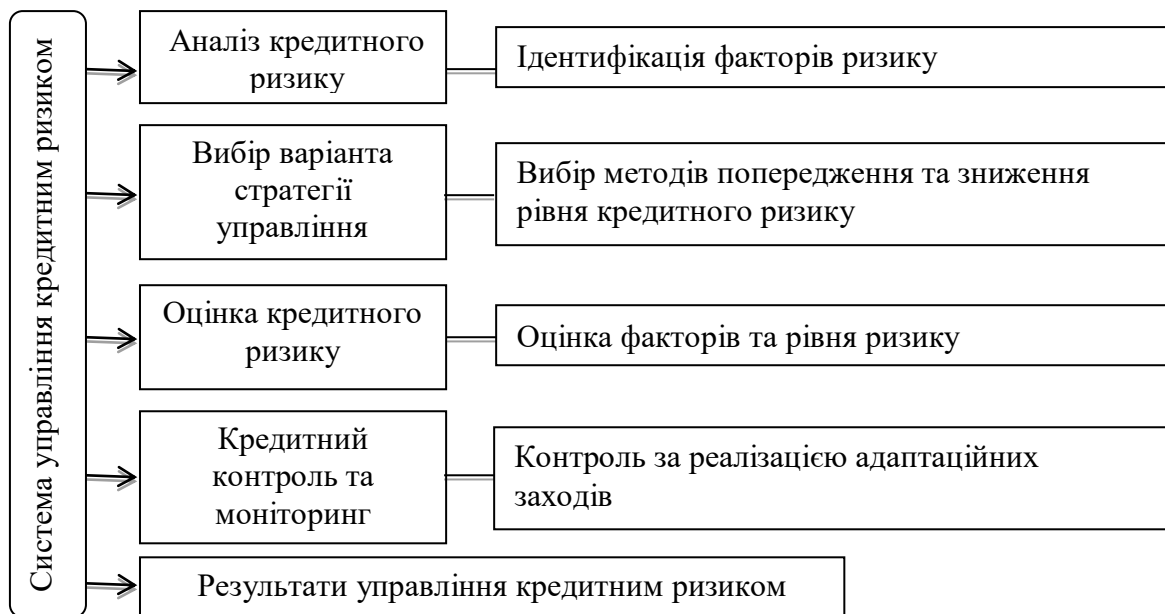 Система управління кредитним ризиком
Аналіз кредитного
ризику
Ідентифікація факторів ризику
Вибір варіанта
стратегії
управління
Вибір методів попередження та зниження
рівня кредитного ризику
Оцінка кредитного
ризику
Оцінка факторів та рівня ризику
Кредитний
контроль та
моніторинг
Контроль за реалізацією адаптаційних
заходів
Результати управління кредитним ризиком